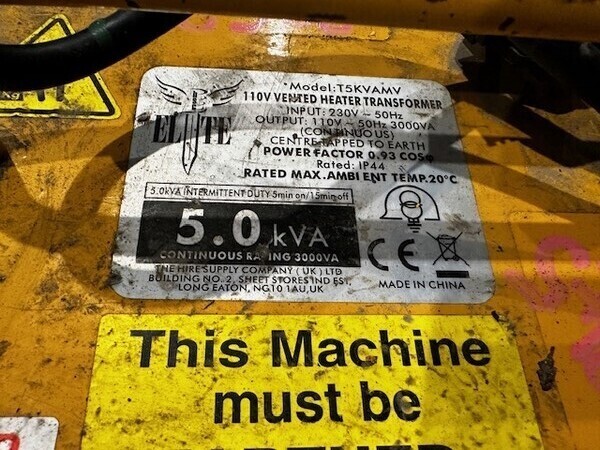 Model:T5KVAMV
110V VENTED HEATER TRANSFORMER
INPUT: 230V ~ 50Hz
OUTPUT: 110V ~ 50Hz 3000VA
(CONTINUOUS)
CENTRE TAPPED TO EARTH
POWER FACTOR 0.93 COSφ
Rated: IP44
RATED MAX.AMBI ENT TEMP.20°C
ELITE
5.0kVA INTERMITTENT DUTY 5min on/15min off
5.0 kVA
CONTINUOUS RATING 3000VA
THE HIRE SUPPLY COMPANY (UK) LTD
BUILDING NO. 2, SHEET STORES IND EST.
LONG EATON, NG10 1AU,UK
CE
MADE IN CHINA
This Machine
must be